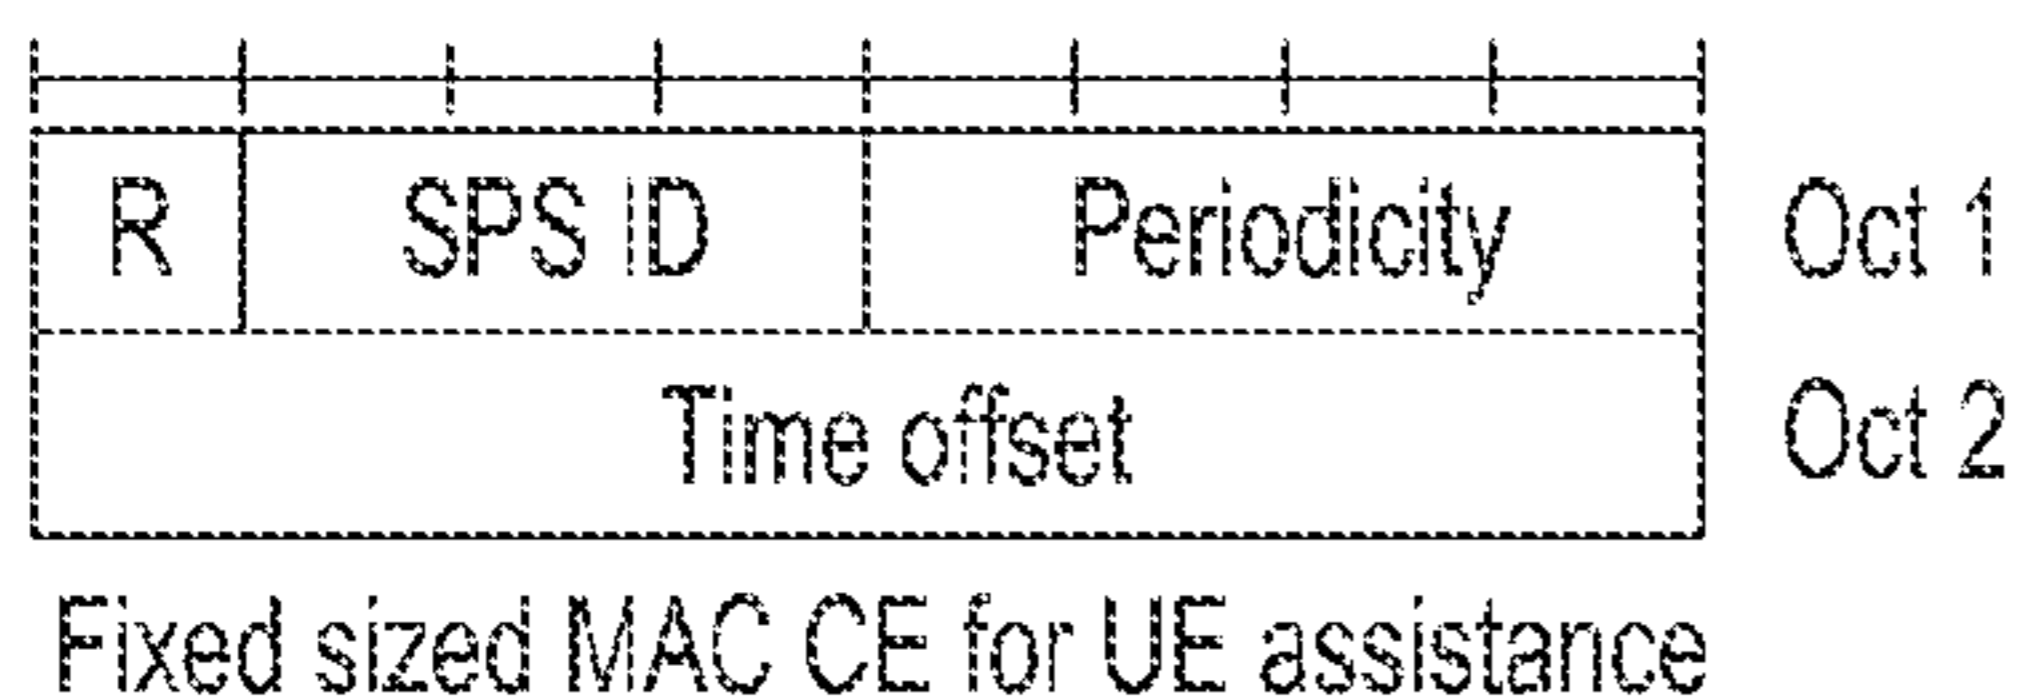 R SPS ID Periodicity Oct 1
Time offset Oct 2
Fixed sized MAC CE for UE assistance